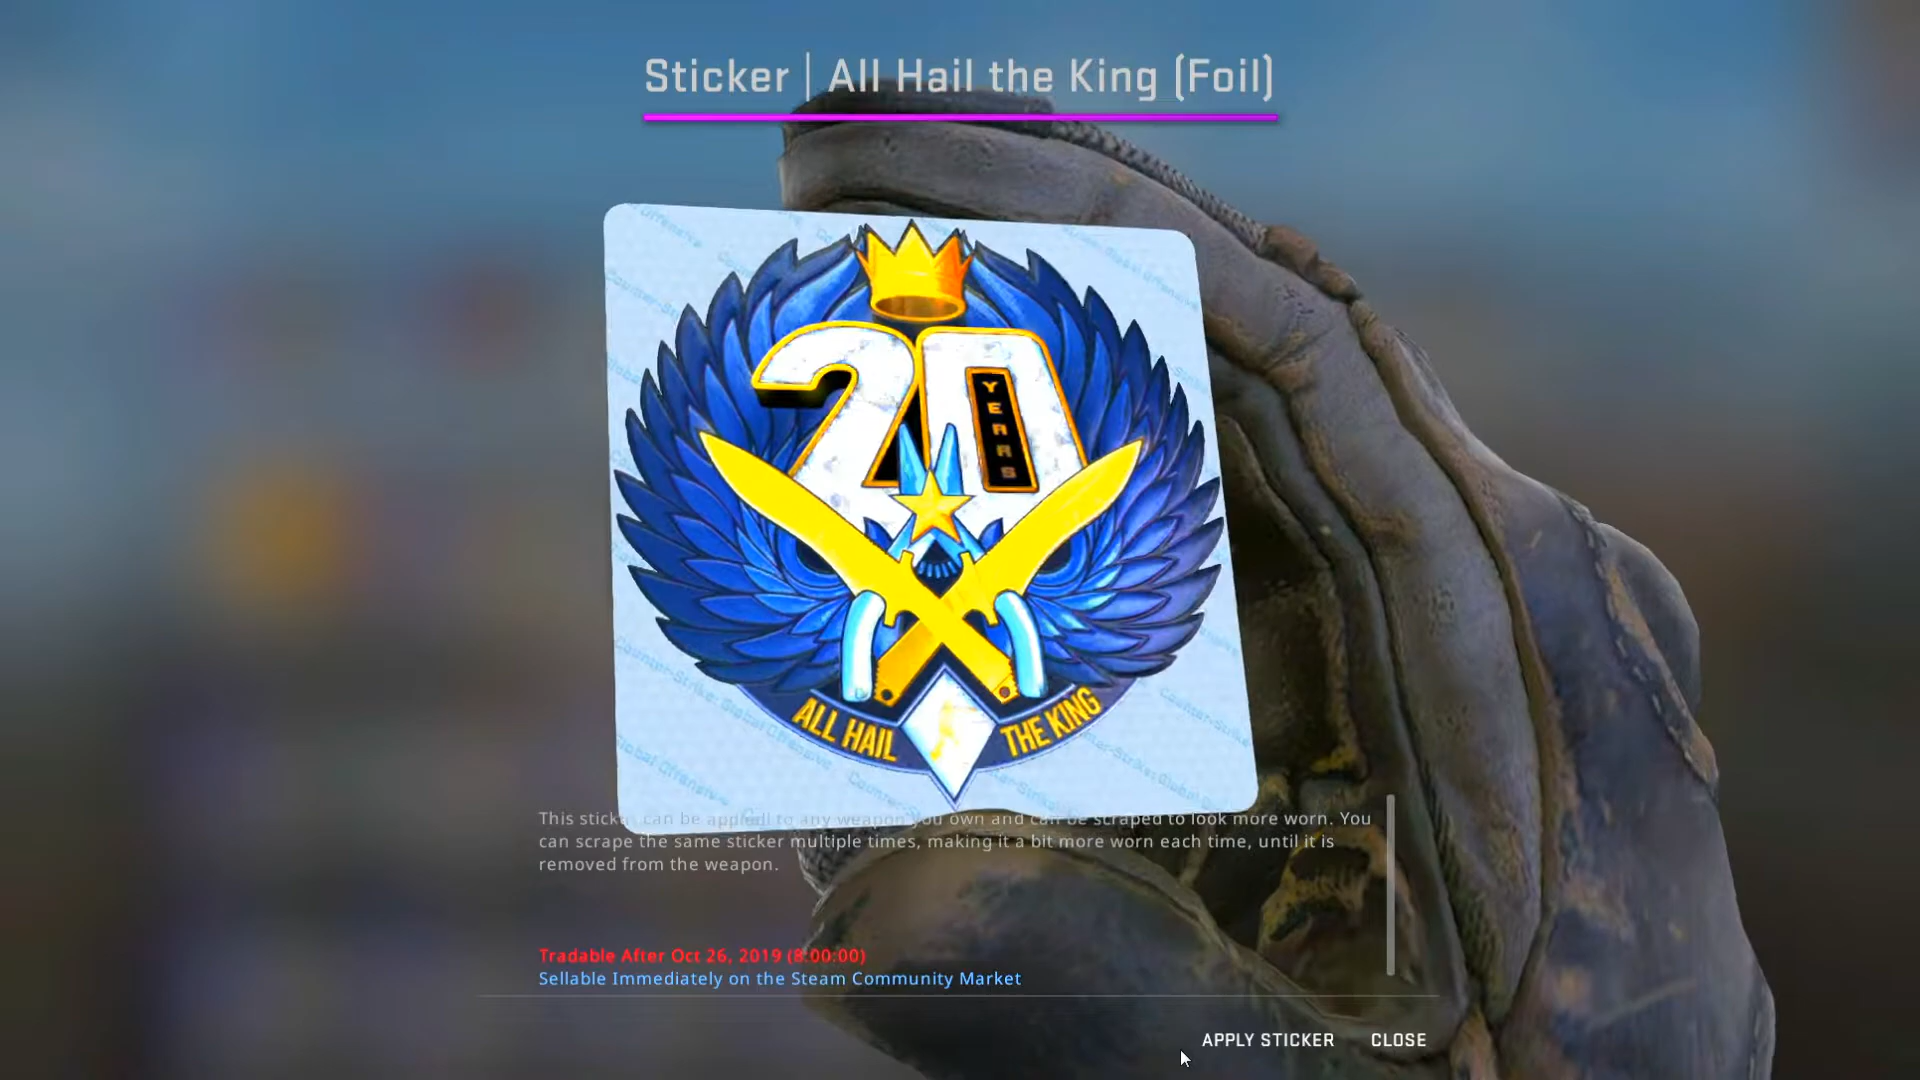 Sticker | All Hail the King (Foil)
20
YEARS
ALL HAIL THE KING
This sticker can be applied to any weapon you own and can be scraped to look more worn. You
can scrape the same sticker multiple times, making it a bit more worn each time, until it is
removed from the weapon.
Tradable After Oct 26, 2019 (8:00:00)
Sellable Immediately on the Steam Community Market
APPLY STICKER CLOSE